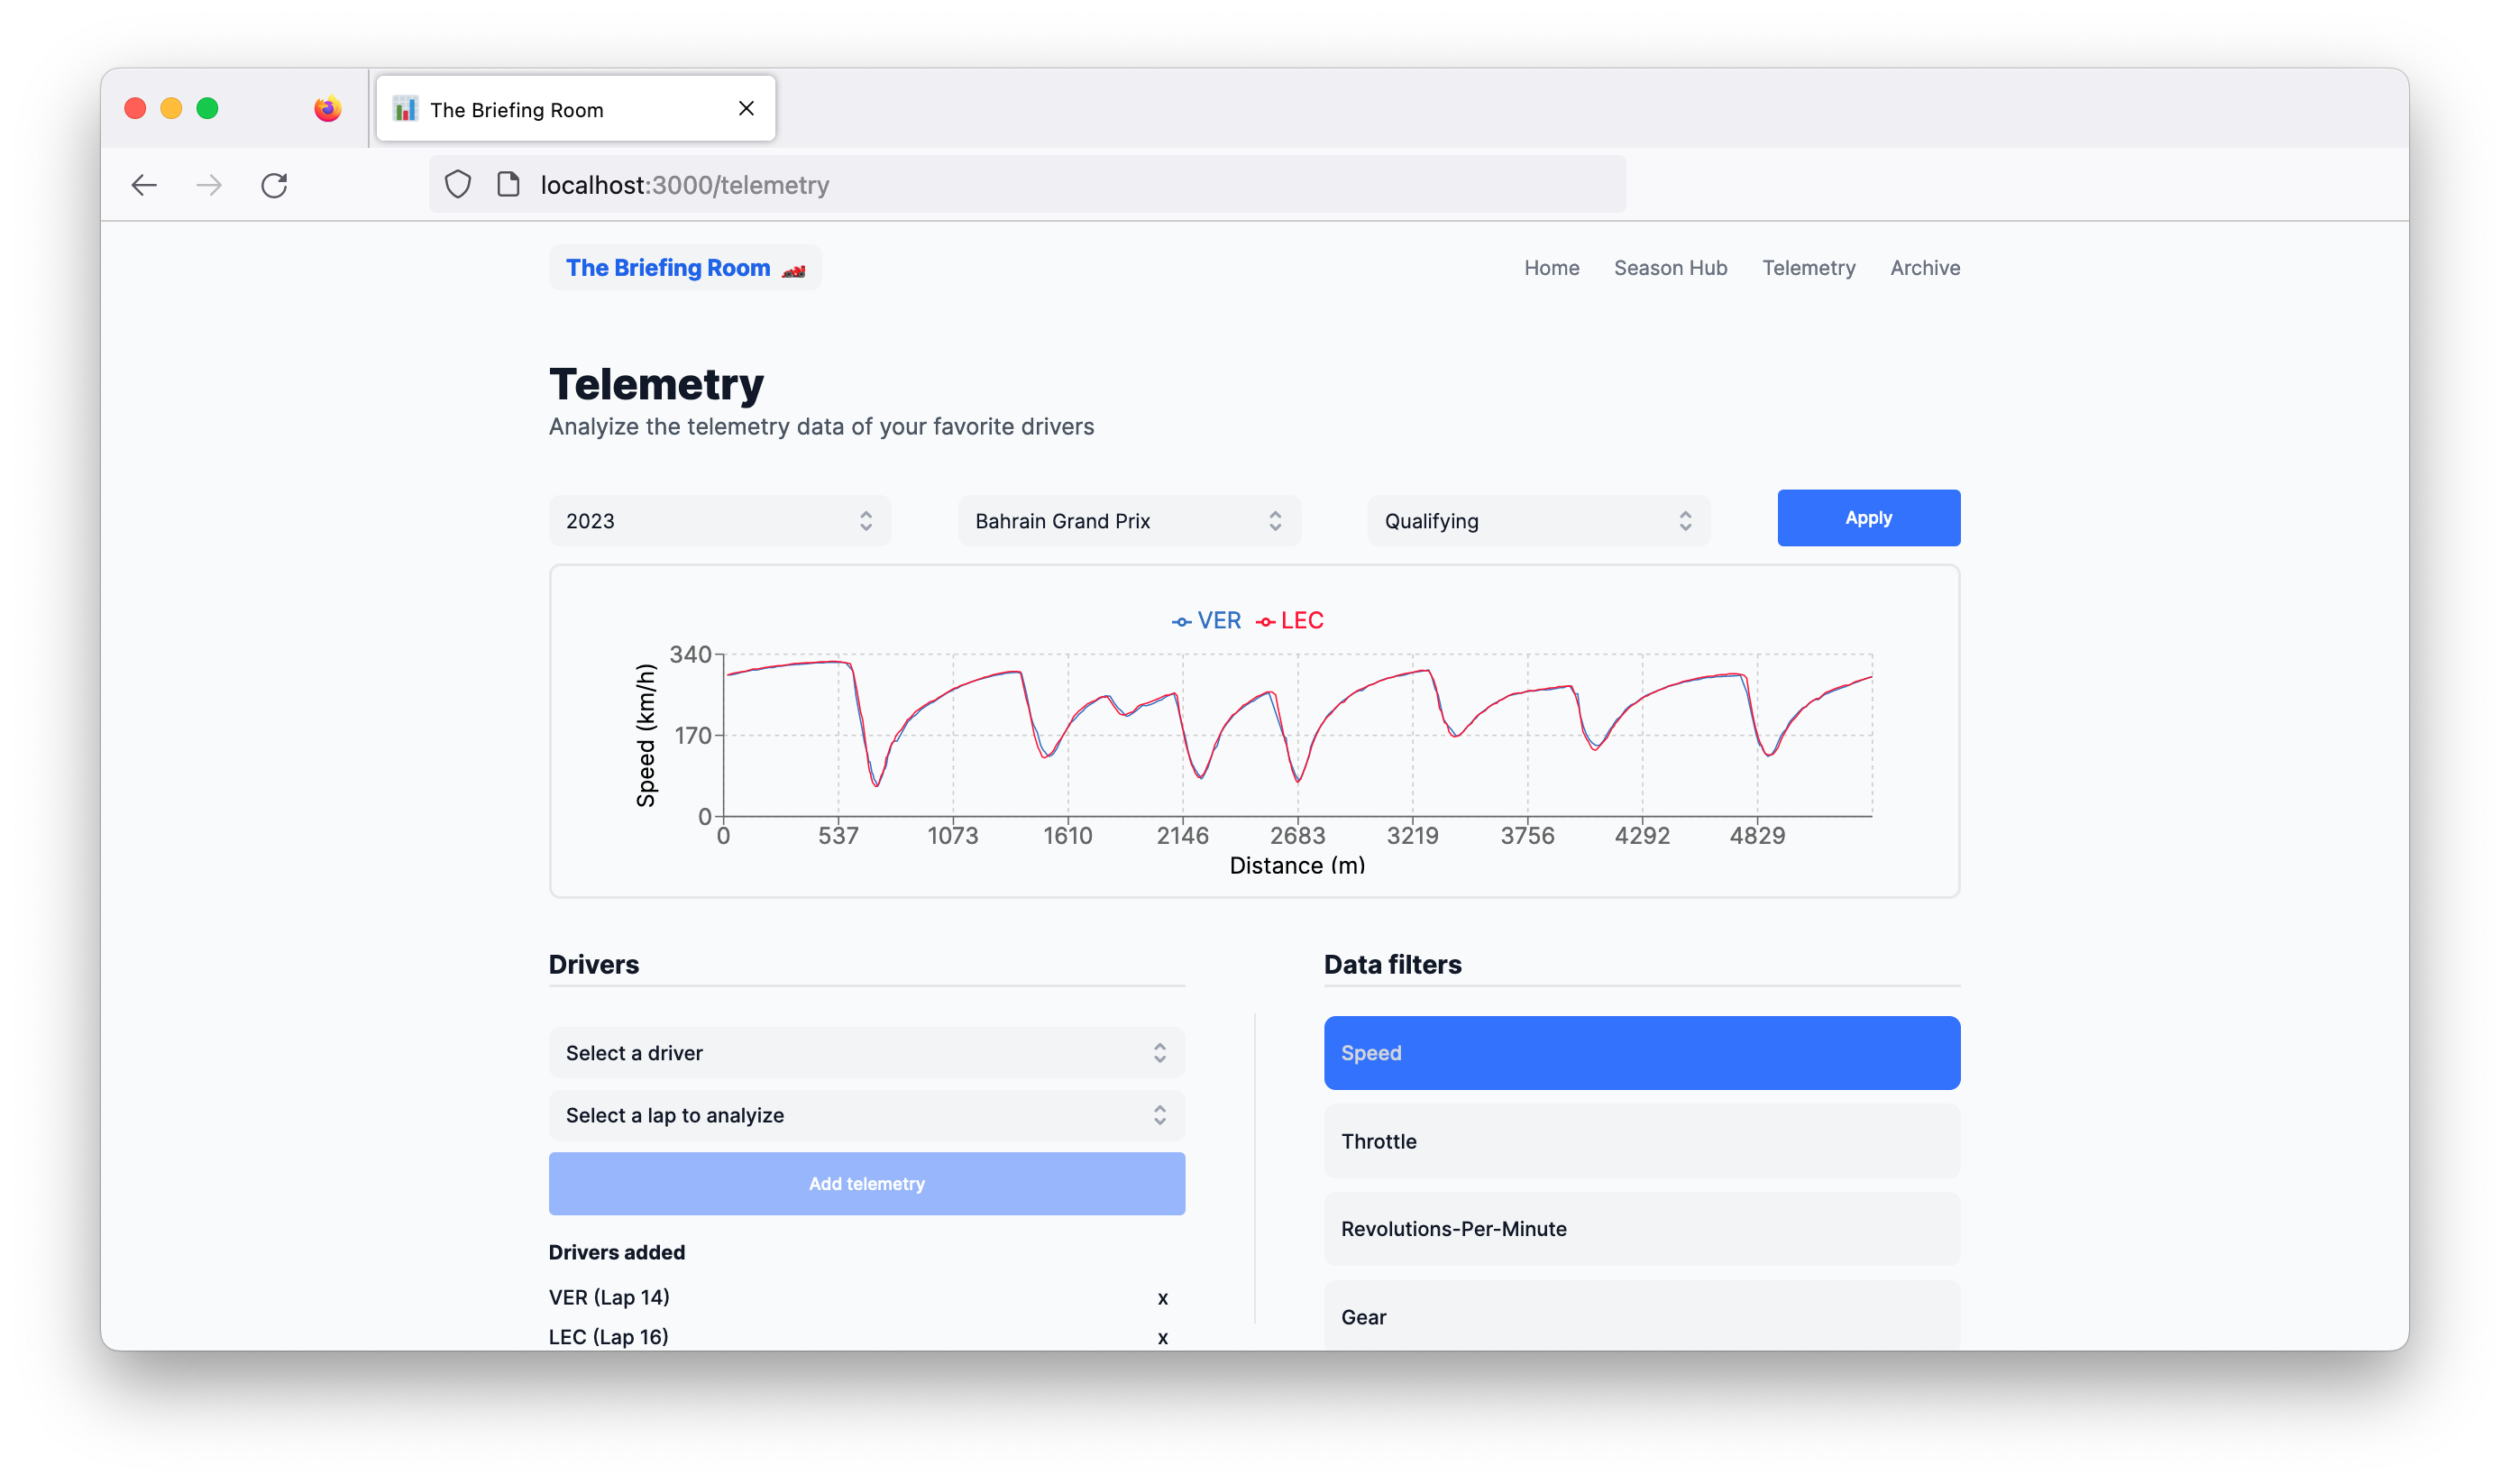 The Briefing Room
localhost:3000/telemetry
The Briefing Room
Home Season Hub Telemetry Archive
Telemetry
Analyize the telemetry data of your favorite drivers
2023 Bahrain Grand Prix Qualifying Apply
VER LEC
340
170
0
Speed (km/h)
0 537 1073 1610 2146 2683 3219 3756 4292 4829
Distance (m)
Drivers
Select a driver
Select a lap to analyize
Add telemetry
Drivers added
VER (Lap 14) x
LEC (Lap 16) x
Data filters
Speed
Throttle
Revolutions-Per-Minute
Gear